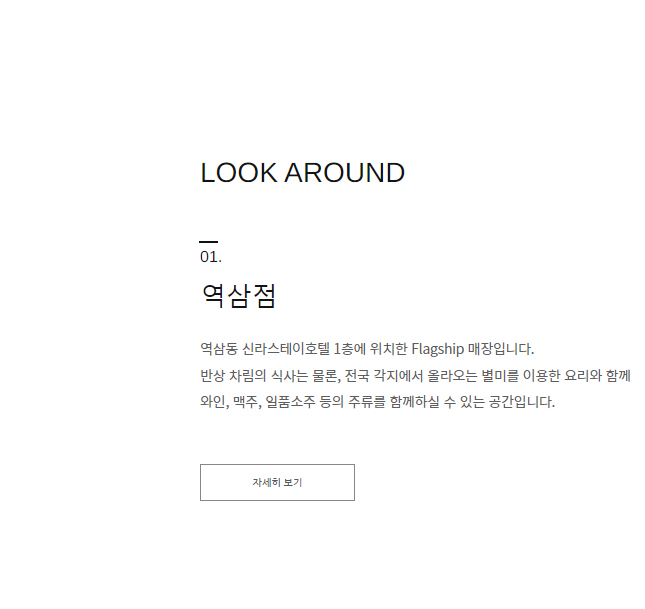 LOOK AROUND
01.
역삼점
역삼동 신라스테이호텔 1층에 위치한 Flagship 매장입니다.
반상 차림의 식사는 물론, 전국 각지에서 올라오는 별미를 이용한 요리와 함께
와인, 맥주, 일품소주 등의 주류를 함께하실 수 있는 공간입니다.
자세히 보기